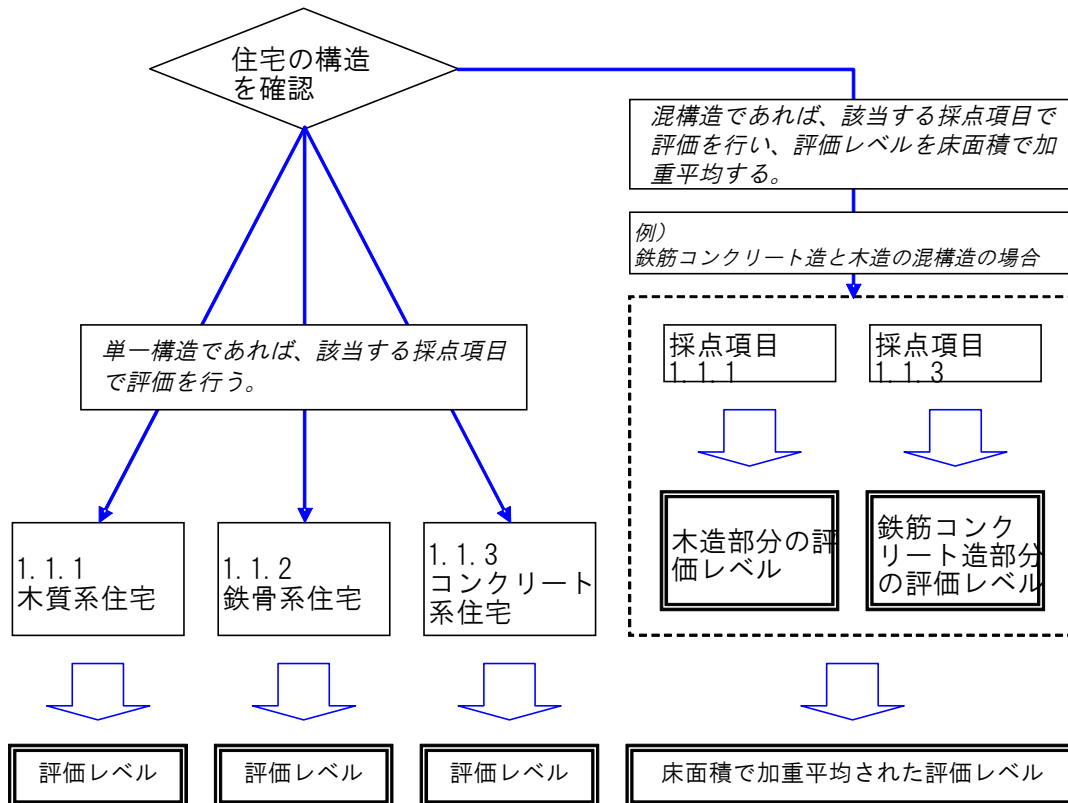 住宅の構造
を確認
混構造であれば、該当する採点項目で
評価を行い、評価レベルを床面積で加
重平均する。
例）
鉄筋コンクリート造と木造の混構造の場合
単一構造であれば、該当する採点項目
で評価を行う。
採点項目
1.1.1
採点項目
1.1.3
木造部分の評
価レベル
鉄筋コンク
リート造部分
の評価レベル
1.1.1
木質系住宅
1.1.2
鉄骨系住宅
1.1.3
コンクリート
系住宅
評価レベル
評価レベル
評価レベル
床面積で加重平均された評価レベル